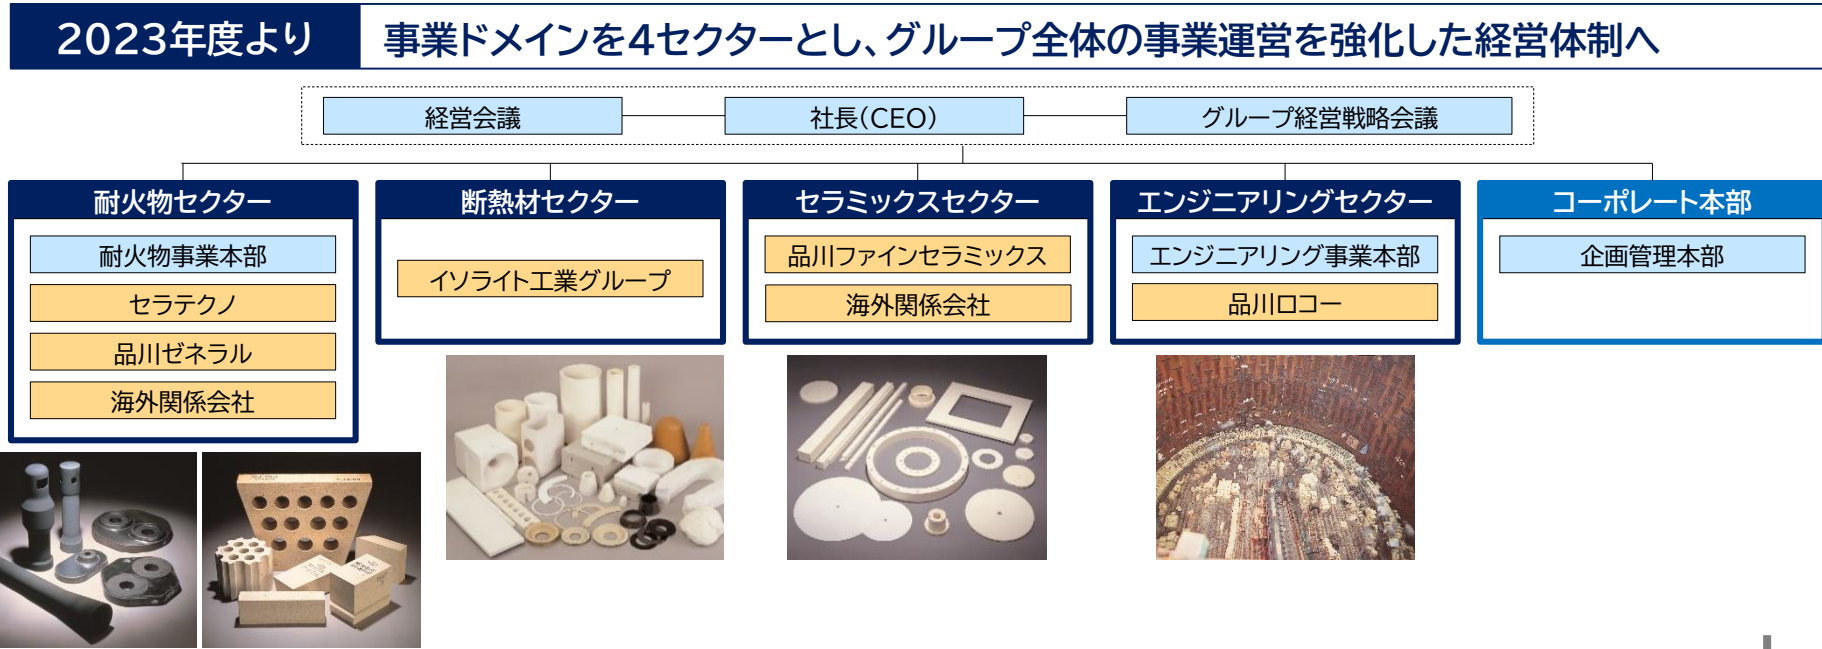 2023年度より
事業ドメインを4セクターとし、グループ全体の事業運営を強化した経営体制へ
経営会議
社長(CEO)
グループ経営戦略会議
耐火物セクター
耐火物事業本部
セラテクノ
品川ゼネラル
海外関係会社
断熱材セクター
イソライト工業グループ
セラミックスセクター
品川ファインセラミックス
海外関係会社
エンジニアリングセクター
エンジニアリング事業本部
品川ロコー
コーポレート本部
企画管理本部